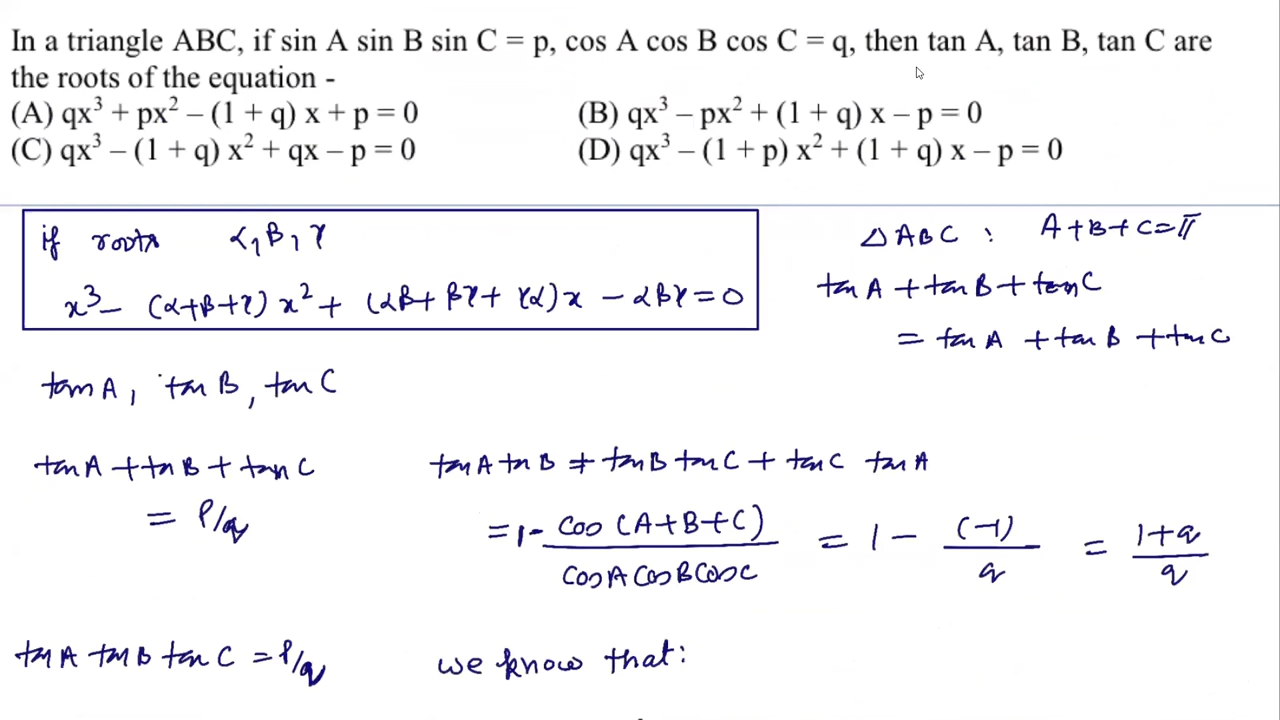 In a triangle ABC, if sin A sin B sin C = p, cos A cos B cos C = q, then tan A, tan B, tan C are
the roots of the equation -
(A) qx³ + px² – (1 + q) x + p = 0 (B) qx³ – px² + (1 + q) x – p = 0
(C) qx³ – (1 + q) x² + qx – p = 0 (D) qx³ – (1 + p) x² + (1 + q) x – p = 0
if roots α, β, γ
x³ – (α+β+γ) x² + (αβ + βγ + γα) x – αβγ = 0
△ABC : A+B+C=π
tan A + tan B + tan C
= tan A + tan B + tan C
tan A, tan B, tan C
tan A + tan B + tan C
= P/q
tan A tan B + tan B tan C + tan C tan A
= 1 - cos (A+B+C) / cos A cos B cos C = 1 - (-1) / q = 1+q / q
tan A tan B tan C = P/q
we know that: